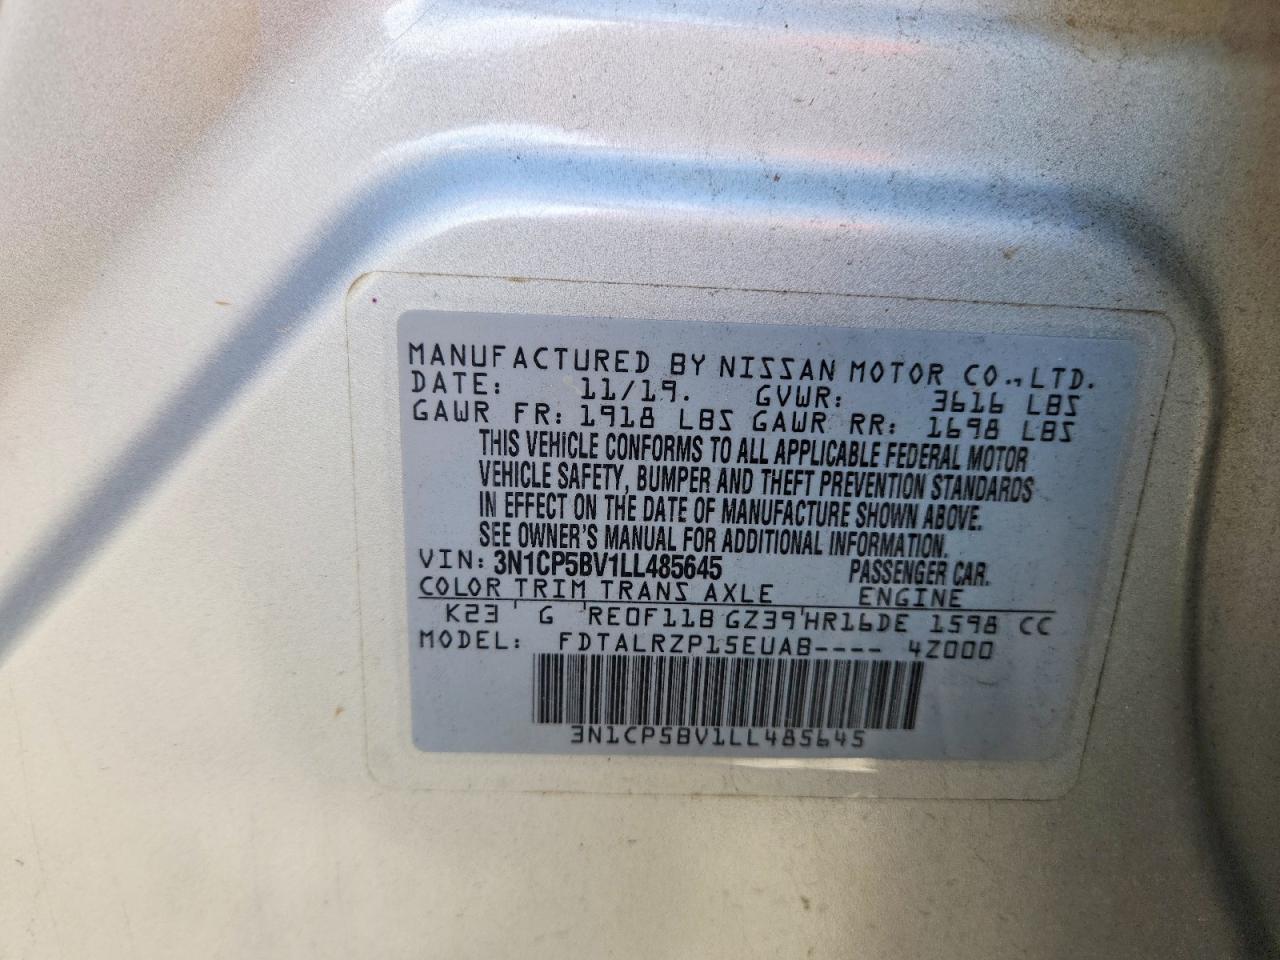 MANUFACTURED BY NISSAN MOTOR CO., LTD.
DATE: 11/19. GVWR: 3616 LBS
GAWR FR: 1918 LBS GAWR RR: 1698 LBS
THIS VEHICLE CONFORMS TO ALL APPLICABLE FEDERAL MOTOR
VEHICLE SAFETY, BUMPER AND THEFT PREVENTION STANDARDS
IN EFFECT ON THE DATE OF MANUFACTURE SHOWN ABOVE.
SEE OWNER'S MANUAL FOR ADDITIONAL INFORMATION.
VIN: 3N1CP5BV1LL485645 PASSENGER CAR.
COLOR TRIM TRANS AXLE ENGINE
K23 ' G 'RE0F11B'GZ39'HR16DE 1598 CC
MODEL: FDTALRZP15EUAB---- 4Z000
3N1CP5BV1LL485645